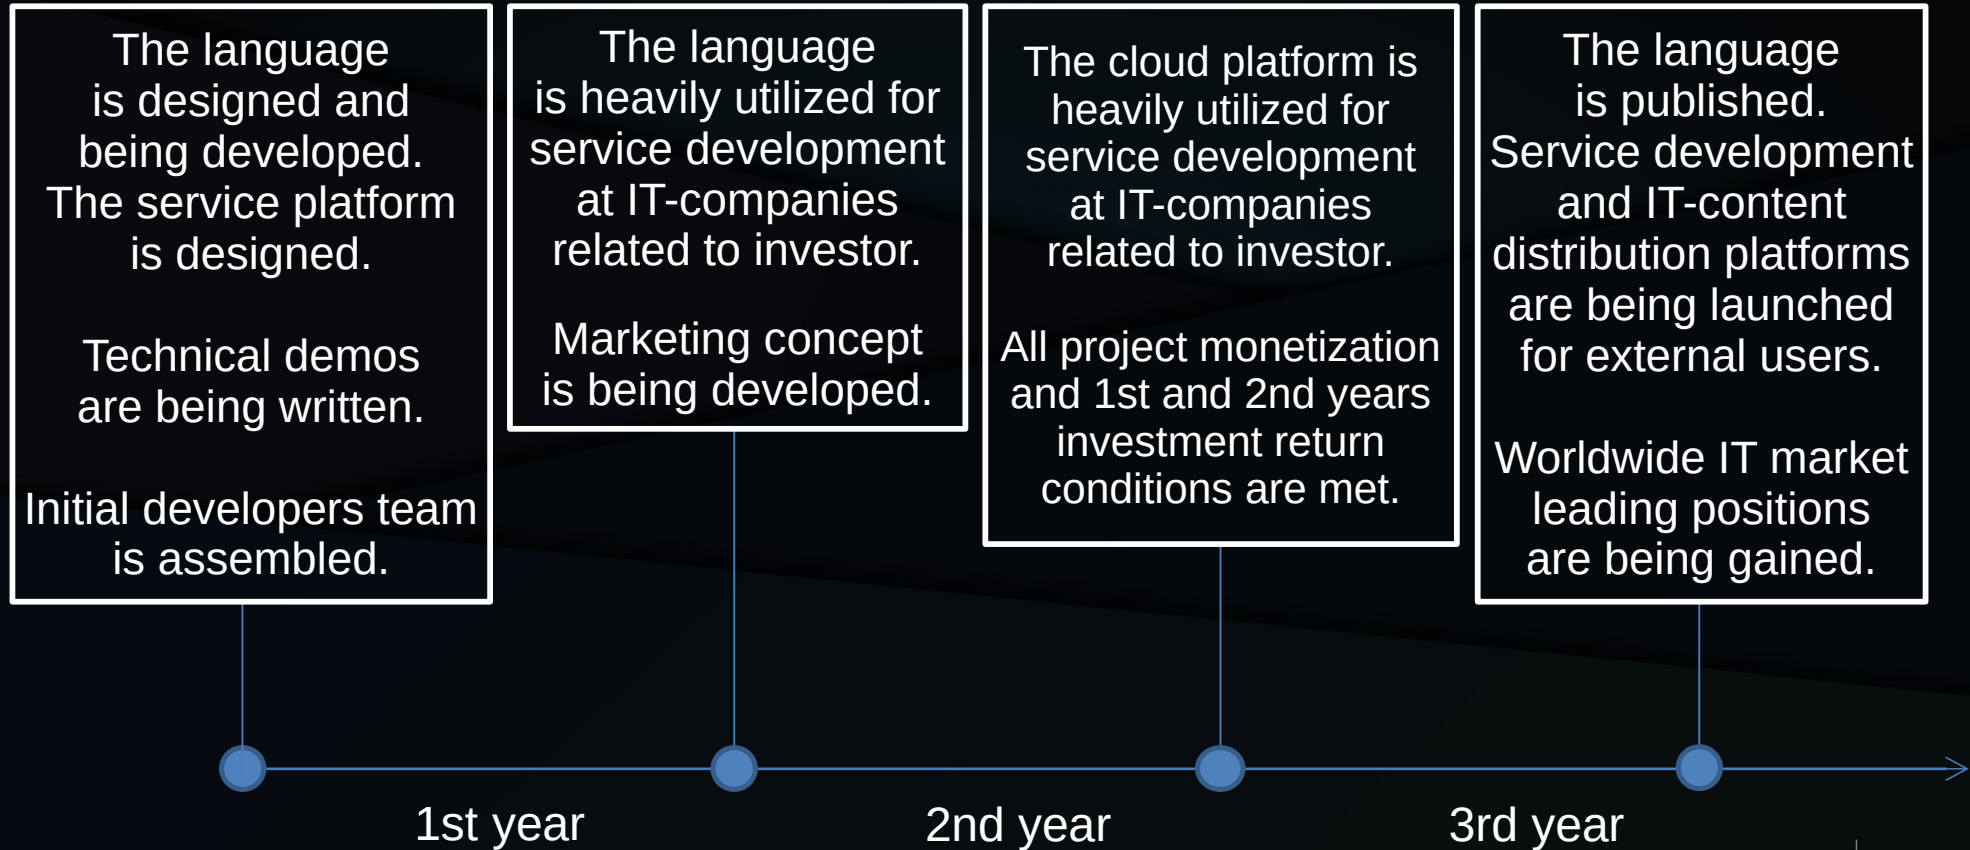 The language
is designed and
being developed.
The service platform
is designed.
Technical demos
are being written.
Initial developers team
is assembled.
The language
is heavily utilized for
service development
at IT-companies
related to investor.
Marketing concept
is being developed.
The cloud platform is
heavily utilized for
service development
at IT-companies
related to investor.
All project monetization
and 1st and 2nd years
investment return
conditions are met.
The language
is published.
Service development
and IT-content
distribution platforms
are being launched
for external users.
Worldwide IT market
leading positions
are being gained.
1st year
2nd year
3rd year